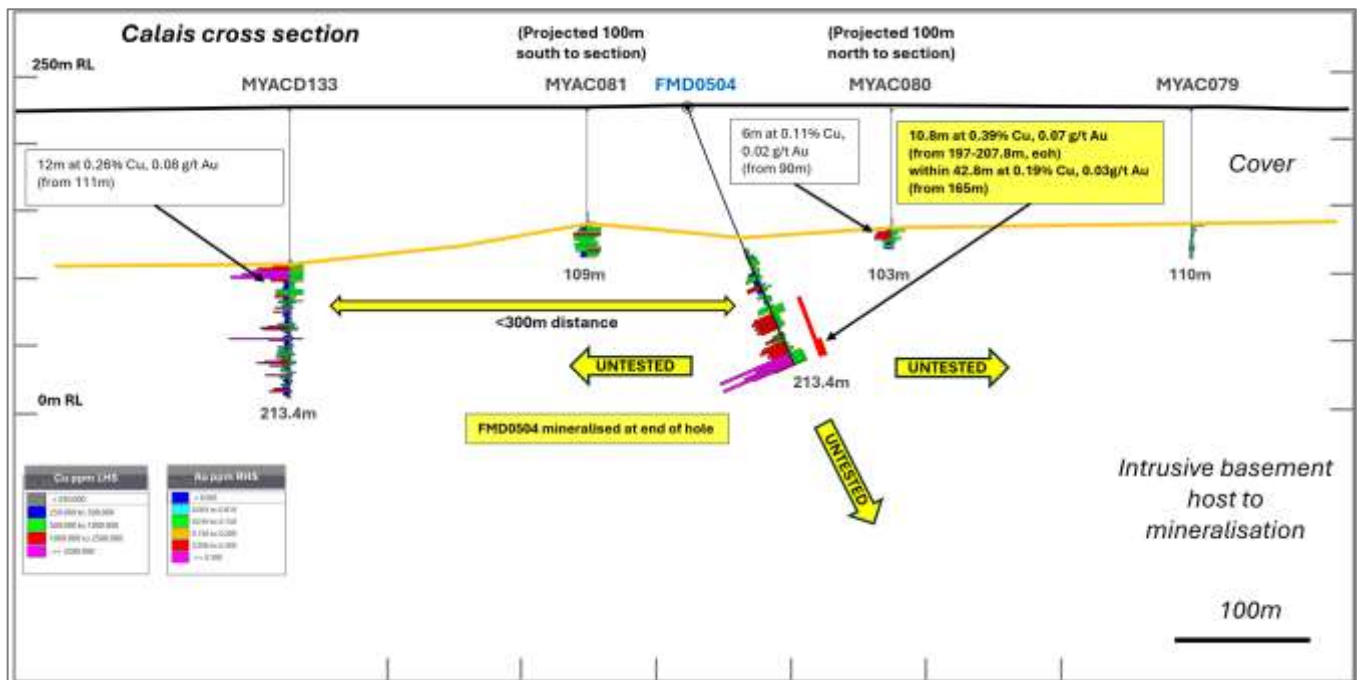 Calais cross section
(Projected 100m
south to section)
(Projected 100m
north to section)
250m RL
MYACD133
MYAC081
FMD0504
MYAC080
MYAC079
12m at 0.26% Cu, 0.08 g/t Au
(from 111m)
6m at 0.11% Cu,
0.02 g/t Au
(from 90m)
10.8m at 0.39% Cu, 0.07 g/t Au
(from 197-207.8m, eoh)
within 42.8m at 0.19% Cu, 0.03g/t Au
(from 165m)
Cover
109m
103m
110m
<300m distance
UNTESTED
UNTESTED
213.4m
0m RL
213.4m
FMD0504 mineralised at end of hole
UNTESTED
Intrusive basement
host to
mineralisation
Cu ppm LHS
Au ppm RHS
100m